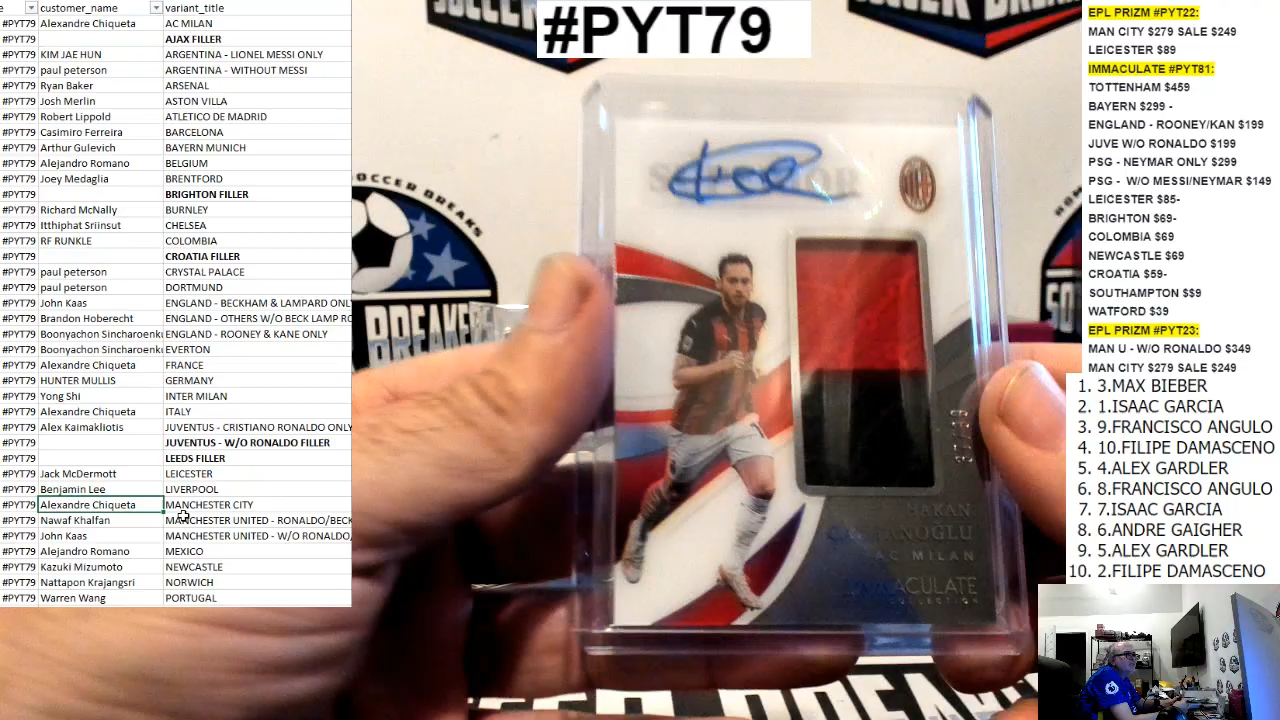 customer_name variant_title
#PYT79 Alexandre Chiqueta AC MILAN
#PYT79 AJAX FILLER
#PYT79 KIM JAE HUN ARGENTINA - LIONEL MESSI ONLY
#PYT79 paul peterson ARGENTINA - WITHOUT MESSI
#PYT79 Ryan Baker ARSENAL
#PYT79 Josh Merlin ASTON VILLA
#PYT79 Robert Lippold ATLETICO DE MADRID
#PYT79 Casimiro Ferreira BARCELONA
#PYT79 Arthur Gulevich BAYERN MUNICH
#PYT79 Alejandro Romano BELGIUM
#PYT79 Joey Medaglia BRENTFORD
#PYT79 BRIGHTON FILLER
#PYT79 Richard McNally BURNLEY
#PYT79 Itthiphat Sriinsut CHELSEA
#PYT79 RF RUNKLE COLOMBIA
#PYT79 CROATIA FILLER
#PYT79 paul peterson CRYSTAL PALACE
#PYT79 paul peterson DORTMUND
#PYT79 John Kaas ENGLAND - BECKHAM & LAMPARD ONL
#PYT79 Brandon Hoberecht ENGLAND - OTHERS W/O BECK LAMP RO
#PYT79 Boonyachon Sincharoenku ENGLAND - ROONEY & KANE ONLY
#PYT79 Boonyachon Sincharoenku EVERTON
#PYT79 Alexandre Chiqueta FRANCE
#PYT79 HUNTER MULLIS GERMANY
#PYT79 Yong Shi INTER MILAN
#PYT79 Alexandre Chiqueta ITALY
#PYT79 Alex Kaimakliotis JUVENTUS - CRISTIANO RONALDO ONLY
#PYT79 JUVENTUS - W/O RONALDO FILLER
#PYT79 LEEDS FILLER
#PYT79 Jack McDermott LEICESTER
#PYT79 Benjamin Lee LIVERPOOL
#PYT79 Alexandre Chiqueta MANCHESTER CITY
#PYT79 Nawaf Khalfan MANCHESTER UNITED - RONALDO/BECK
#PYT79 John Kaas MANCHESTER UNITED - W/O RONALDO/
#PYT79 Alejandro Romano MEXICO
#PYT79 Kazuki Mizumoto NEWCASTLE
#PYT79 Nattapon Krajangsri NORWICH
#PYT79 Warren Wang PORTUGAL
#PYT79
SOCCER BREAKS
HAKAN
ÇALHANOĞLU
AC MILAN
IMMACULATE
COLLECTION
EPL PRIZM #PYT22:
MAN CITY $279 SALE $249
LEICESTER $89
IMMACULATE #PYT81:
TOTTENHAM $459
BAYERN $299 -
ENGLAND - ROONEY/KAN $199
JUVE W/O RONALDO $199
PSG - NEYMAR ONLY $299
PSG - W/O MESSI/NEYMAR $149
LEICESTER $85-
BRIGHTON $69-
COLOMBIA $69
NEWCASTLE $69
CROATIA $59-
SOUTHAMPTON $$9
WATFORD $39
EPL PRIZM #PYT23:
MAN U - W/O RONALDO $349
MAN CITY $279 SALE $249
1. 3.MAX BIEBER
2. 1.ISAAC GARCIA
3. 9.FRANCISCO ANGULO
4. 10.FILIPE DAMASCENO
5. 4.ALEX GARDLER
6. 8.FRANCISCO ANGULO
7. 7.ISAAC GARCIA
8. 6.ANDRE GAIGHER
9. 5.ALEX GARDLER
10. 2.FILIPE DAMASCENO